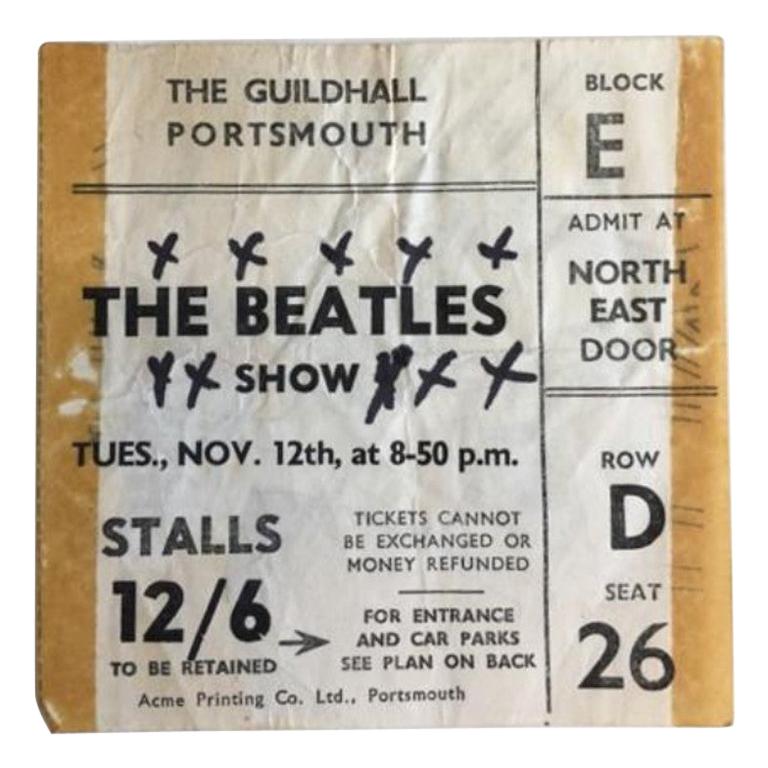 THE GUILDHALL
PORTSMOUTH
x x x x x
THE BEATLES
x x SHOW x x x
TUES., NOV. 12th, at 8-50 p.m.
STALLS
12/6
TO BE RETAINED
TICKETS CANNOT
BE EXCHANGED OR
MONEY REFUNDED
FOR ENTRANCE
AND CAR PARKS
SEE PLAN ON BACK
Acme Printing Co. Ltd., Portsmouth
BLOCK
E
ADMIT AT
NORTH
EAST
DOOR
ROW
D
SEAT
26